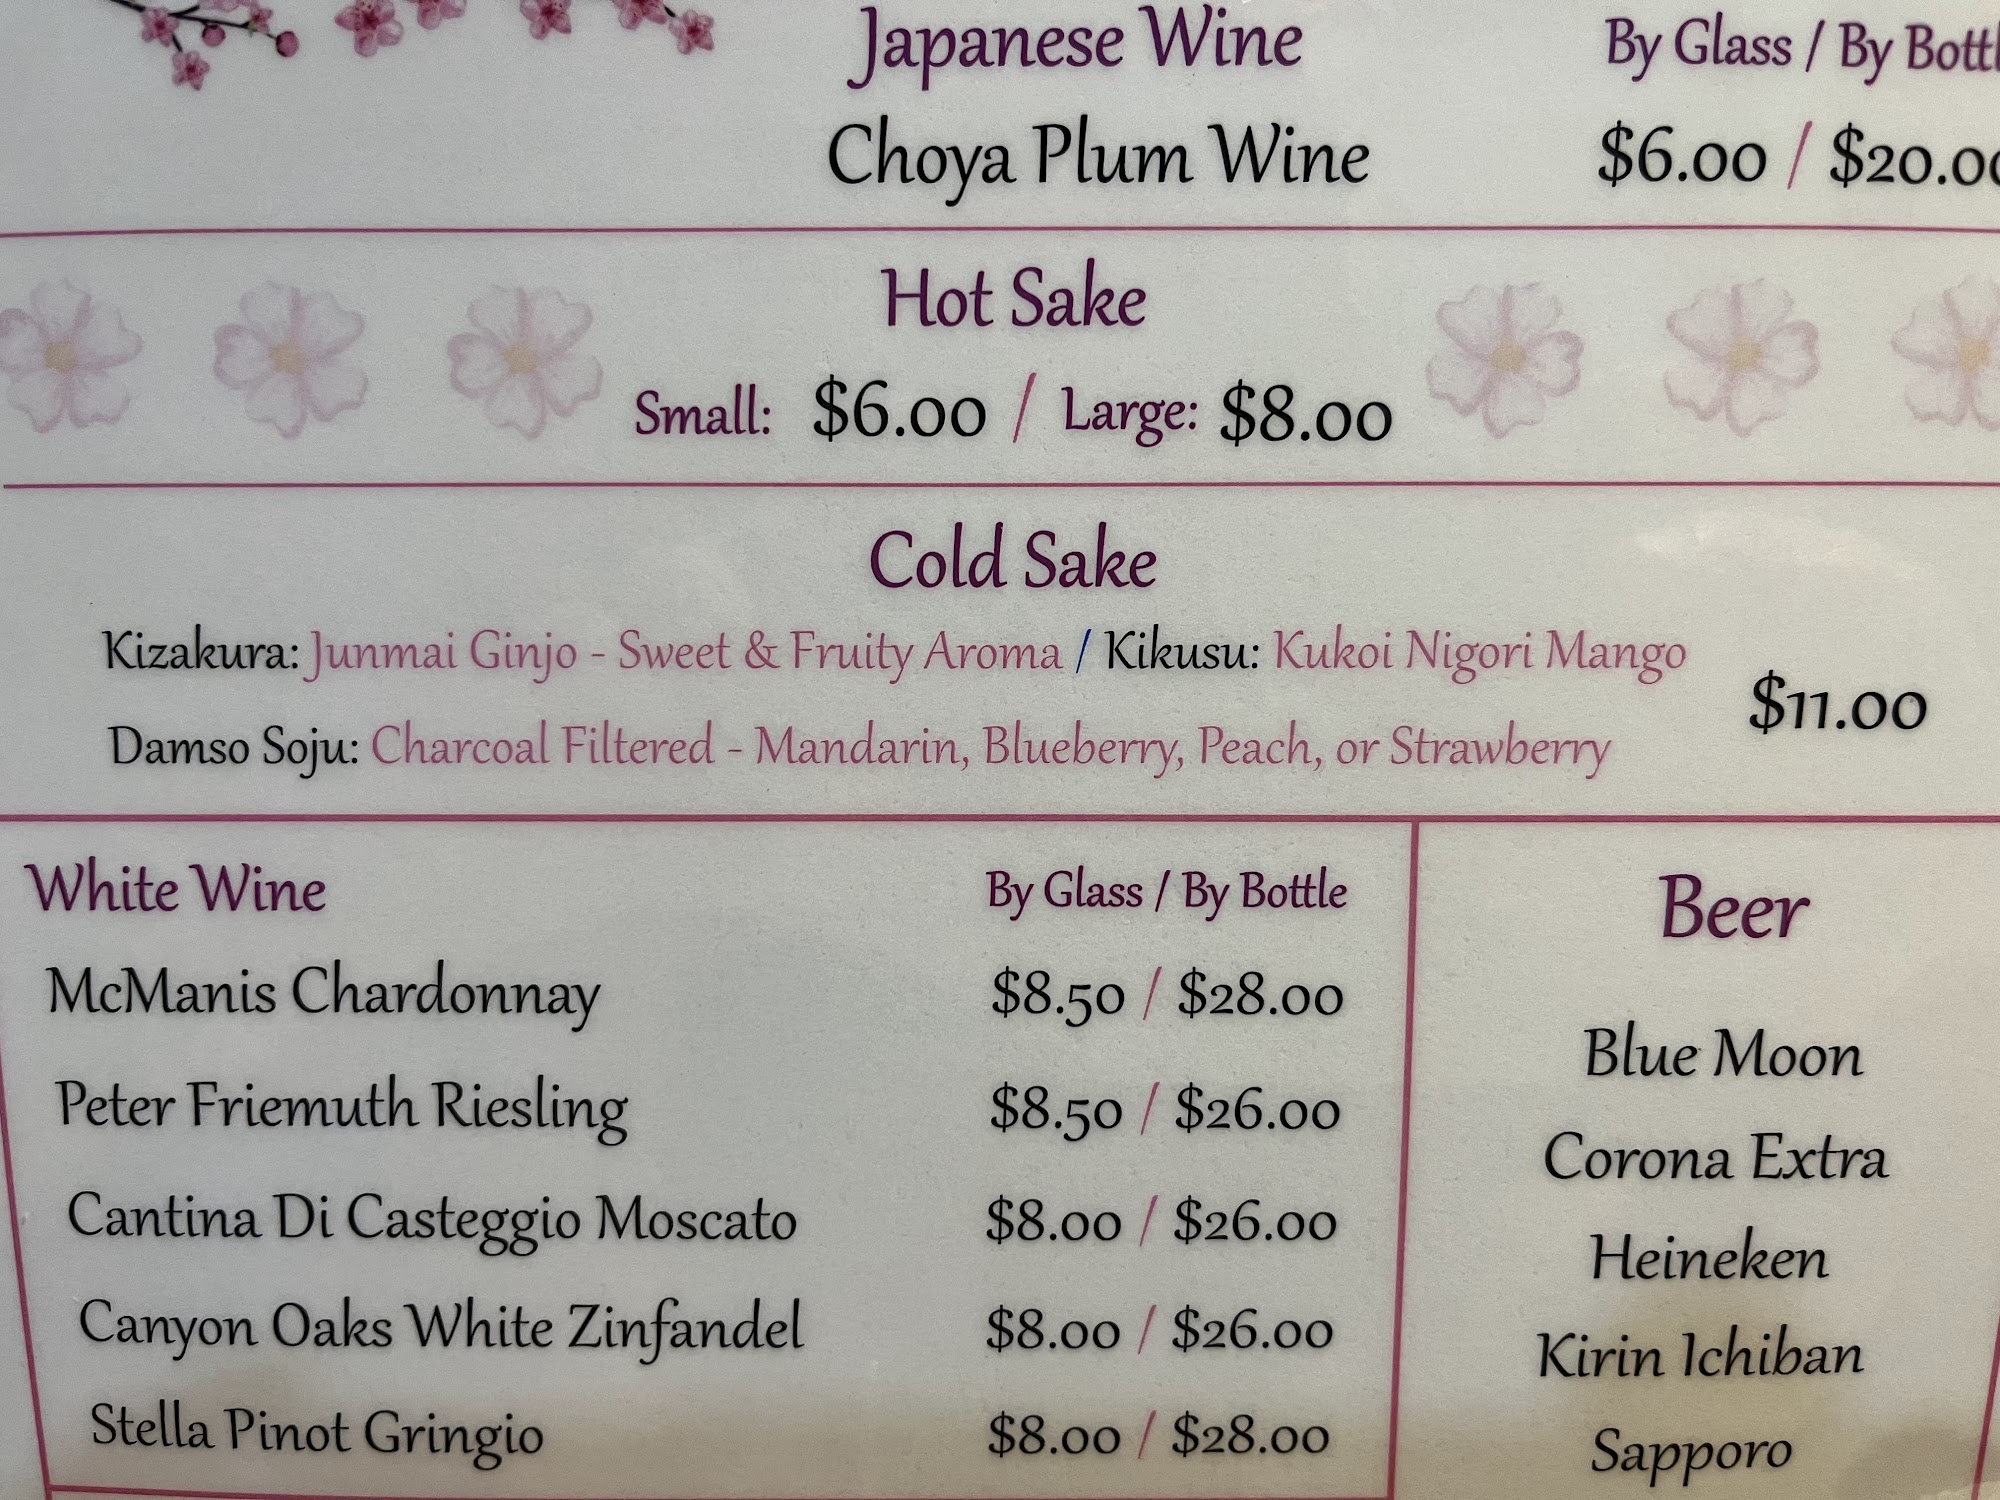 Japanese Wine By Glass / By Bottl
Choya Plum Wine $6.00 / $20.00
Hot Sake
Small: $6.00 / Large: $8.00
Cold Sake
Kizakura: Junmai Ginjo - Sweet & Fruity Aroma / Kikusu: Kukoi Nigori Mango
$11.00
Damso Soju: Charcoal Filtered - Mandarin, Blueberry, Peach, or Strawberry
White Wine By Glass / By Bottle
McManis Chardonnay $8.50 / $28.00
Peter Friemuth Riesling $8.50 / $26.00
Cantina Di Casteggio Moscato $8.00 / $26.00
Canyon Oaks White Zinfandel $8.00 / $26.00
Stella Pinot Gringio $8.00 / $28.00
Beer
Blue Moon
Corona Extra
Heineken
Kirin Ichiban
Sapporo